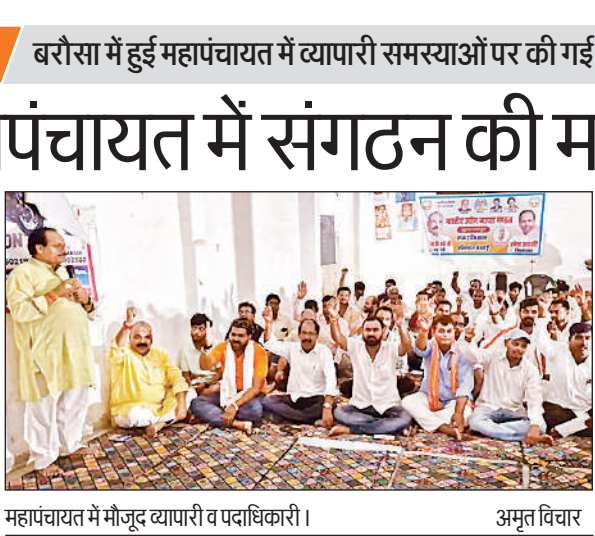 बरौसा में हुई महापंचायत में व्यापारी समस्याओं पर की गई
पंचायत में संगठन की म
महापंचायत में मौजूद व्यापारी व पदाधिकारी ।
अमृत विचार